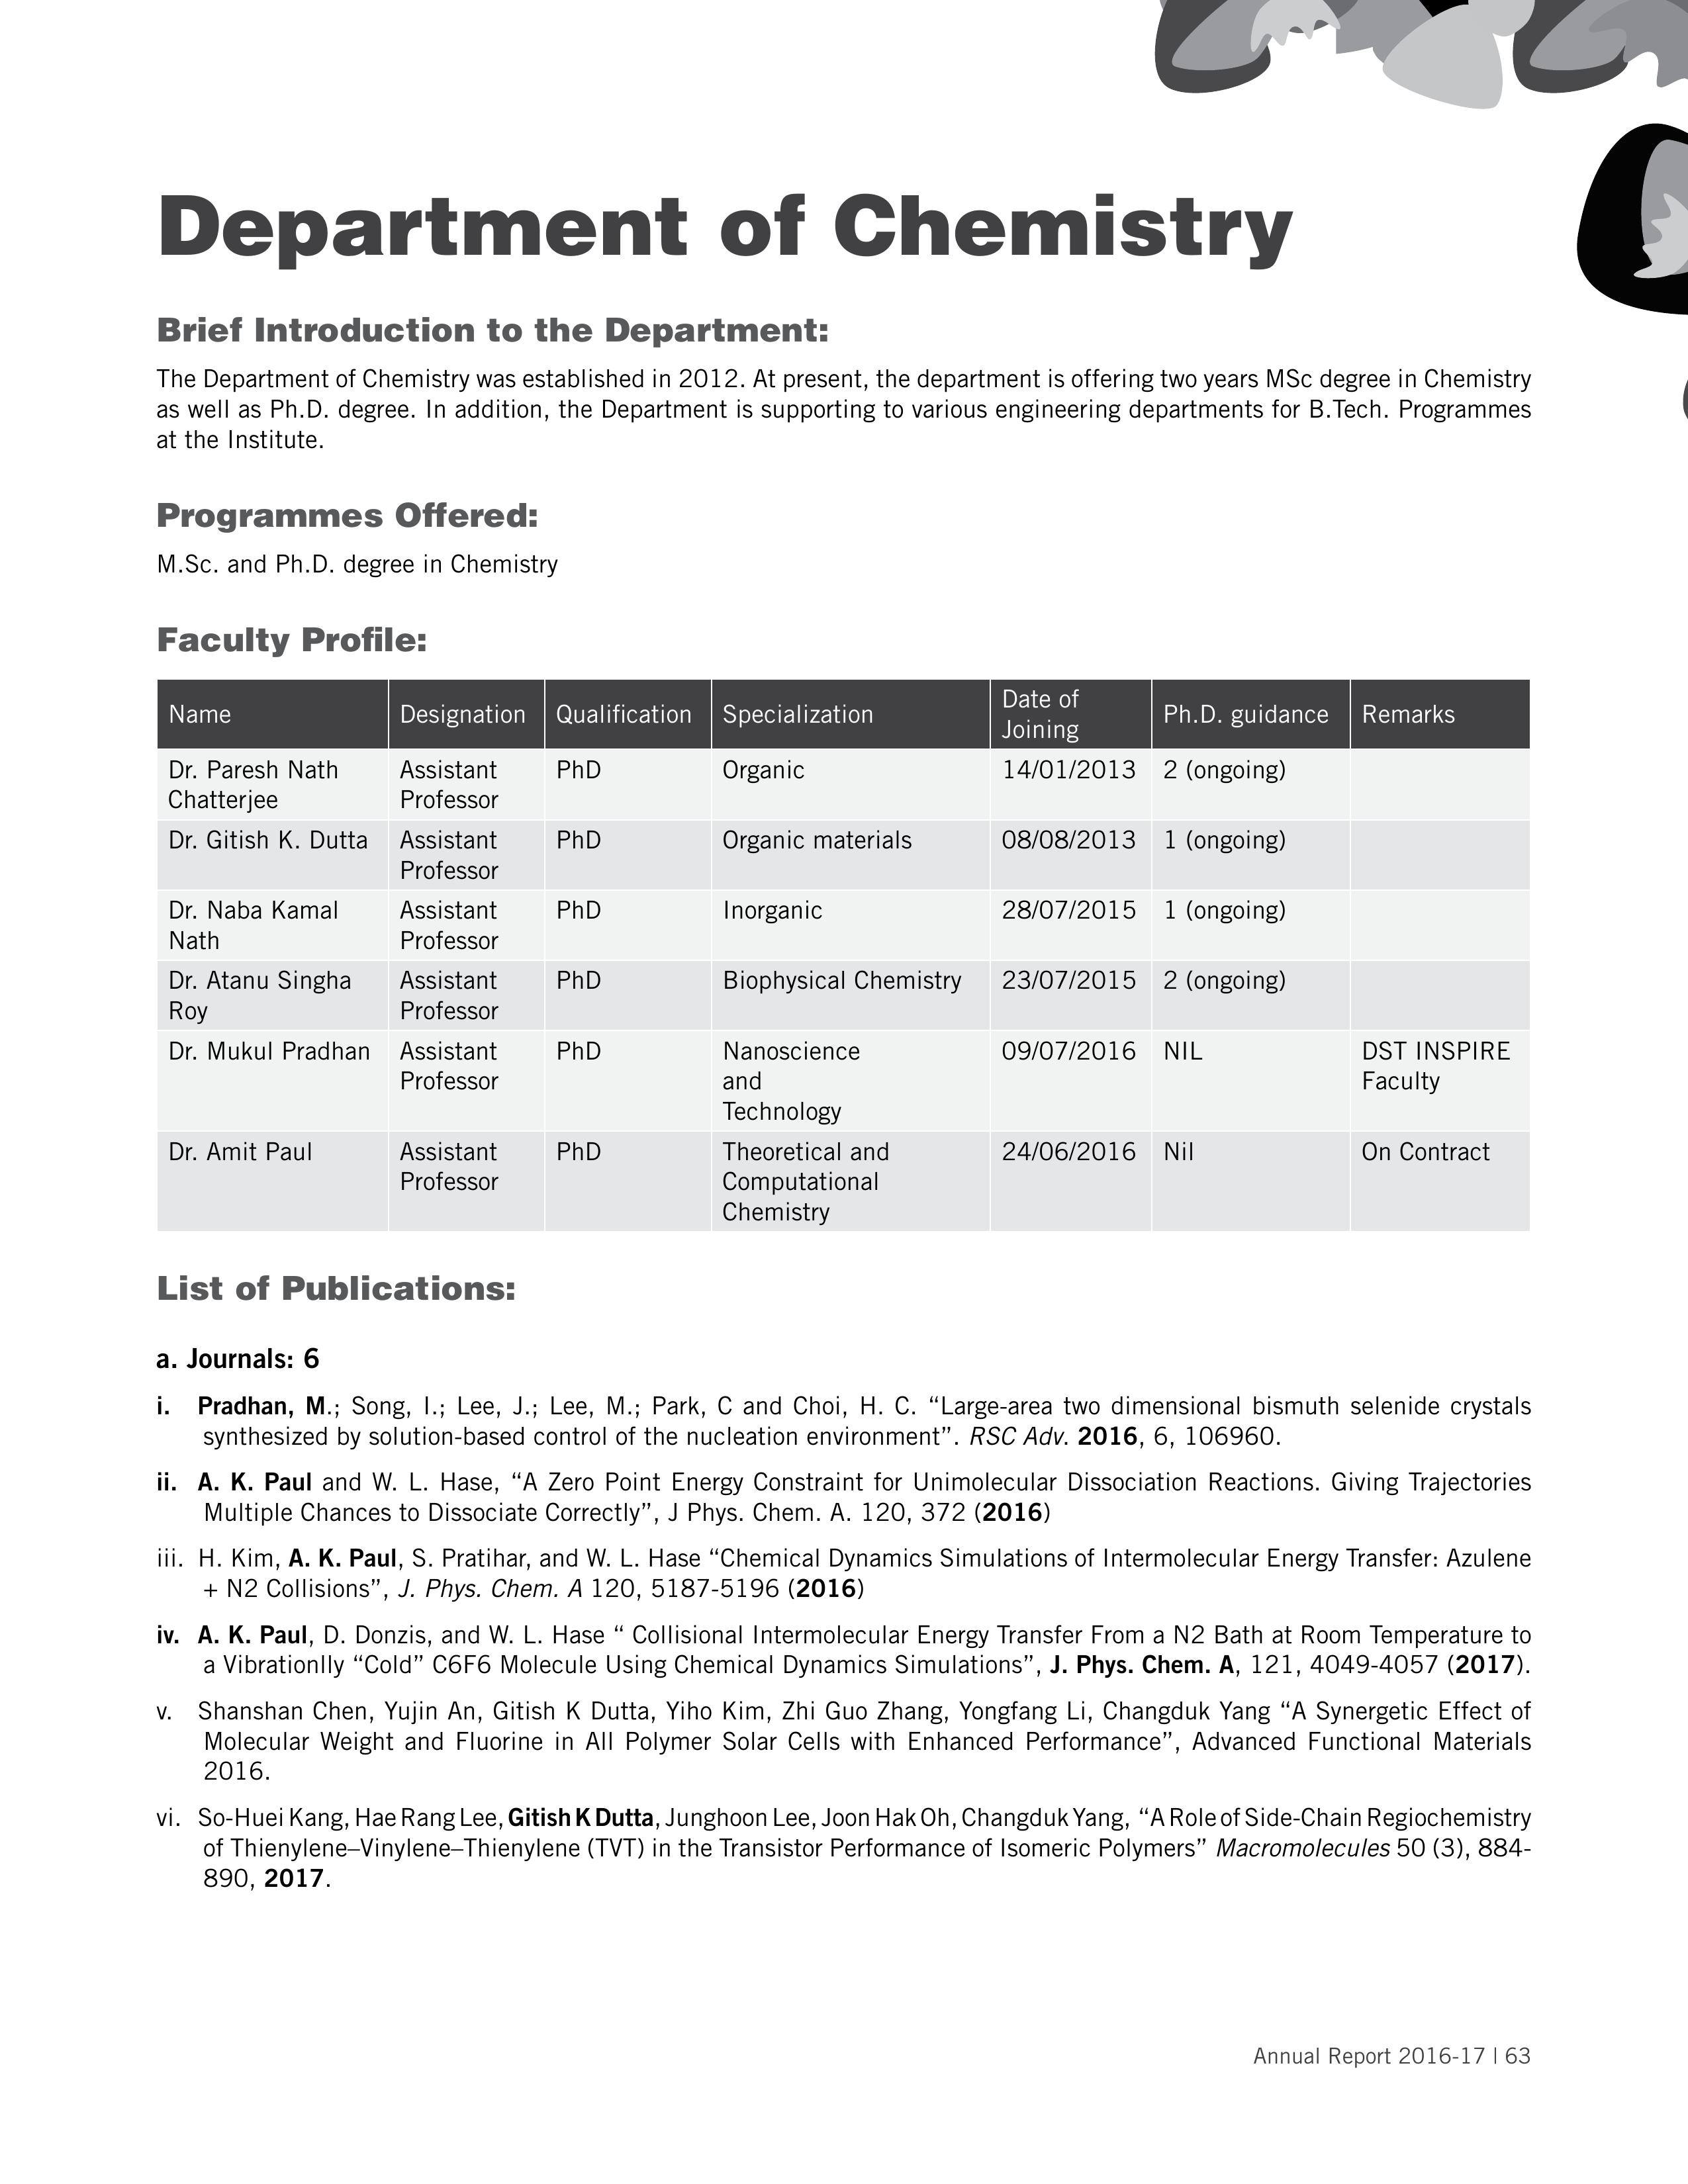 Department of Chemistry
Brief Introduction to the Department:
The Department of Chemistry was established in 2012. At present, the department is offering two years MSc degree in Chemistry
as well as Ph.D. degree. In addition, the Department is supporting to various engineering departments for B.Tech. Programmes
at the Institute.
Programmes Offered:
M.Sc. and Ph.D. degree in Chemistry
Faculty Profile:
Name Designation Qualification Specialization Date of Joining Ph.D. guidance Remarks
Dr. Paresh Nath Chatterjee Assistant Professor PhD Organic 14/01/2013 2 (ongoing)
Dr. Gitish K. Dutta Assistant Professor PhD Organic materials 08/08/2013 1 (ongoing)
Dr. Naba Kamal Nath Assistant Professor PhD Inorganic 28/07/2015 1 (ongoing)
Dr. Atanu Singha Roy Assistant Professor PhD Biophysical Chemistry 23/07/2015 2 (ongoing)
Dr. Mukul Pradhan Assistant Professor PhD Nanoscience and Technology 09/07/2016 NIL DST INSPIRE Faculty
Dr. Amit Paul Assistant Professor PhD Theoretical and Computational Chemistry 24/06/2016 Nil On Contract
List of Publications:
a. Journals: 6
i. Pradhan, M.; Song, I.; Lee, J.; Lee, M.; Park, C and Choi, H. C. “Large-area two dimensional bismuth selenide crystals
synthesized by solution-based control of the nucleation environment”. RSC Adv. 2016, 6, 106960.
ii. A. K. Paul and W. L. Hase, “A Zero Point Energy Constraint for Unimolecular Dissociation Reactions. Giving Trajectories
Multiple Chances to Dissociate Correctly”, J Phys. Chem. A. 120, 372 (2016)
iii. H. Kim, A. K. Paul, S. Pratihar, and W. L. Hase “Chemical Dynamics Simulations of Intermolecular Energy Transfer: Azulene
+ N2 Collisions”, J. Phys. Chem. A 120, 5187-5196 (2016)
iv. A. K. Paul, D. Donzis, and W. L. Hase “ Collisional Intermolecular Energy Transfer From a N2 Bath at Room Temperature to
a Vibrationlly “Cold” C6F6 Molecule Using Chemical Dynamics Simulations”, J. Phys. Chem. A, 121, 4049-4057 (2017).
v. Shanshan Chen, Yujin An, Gitish K Dutta, Yiho Kim, Zhi Guo Zhang, Yongfang Li, Changduk Yang “A Synergetic Effect of
Molecular Weight and Fluorine in All Polymer Solar Cells with Enhanced Performance”, Advanced Functional Materials
2016.
vi. So-Huei Kang, Hae Rang Lee, Gitish K Dutta, Junghoon Lee, Joon Hak Oh, Changduk Yang, “A Role of Side-Chain Regiochemistry
of Thienylene–Vinylene–Thienylene (TVT) in the Transistor Performance of Isomeric Polymers” Macromolecules 50 (3), 884-
890, 2017.
Annual Report 2016-17 | 63